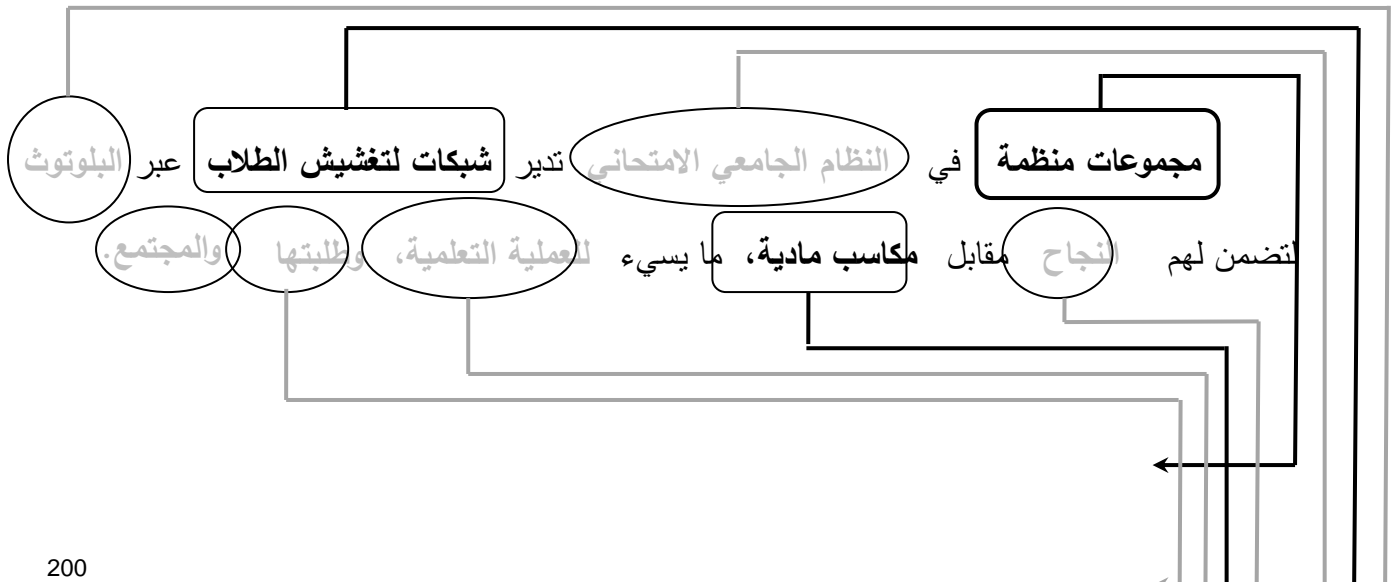 مجموعات منظمة في النظام الجامعي الامتحاني تدير شبكات لتغشيش الطلاب عبر البلوتوث
لتضمن لهم النجاح مقابل مكاسب مادية، ما يسيء للعملية التعلمية، وطلبتها والمجتمع.
200